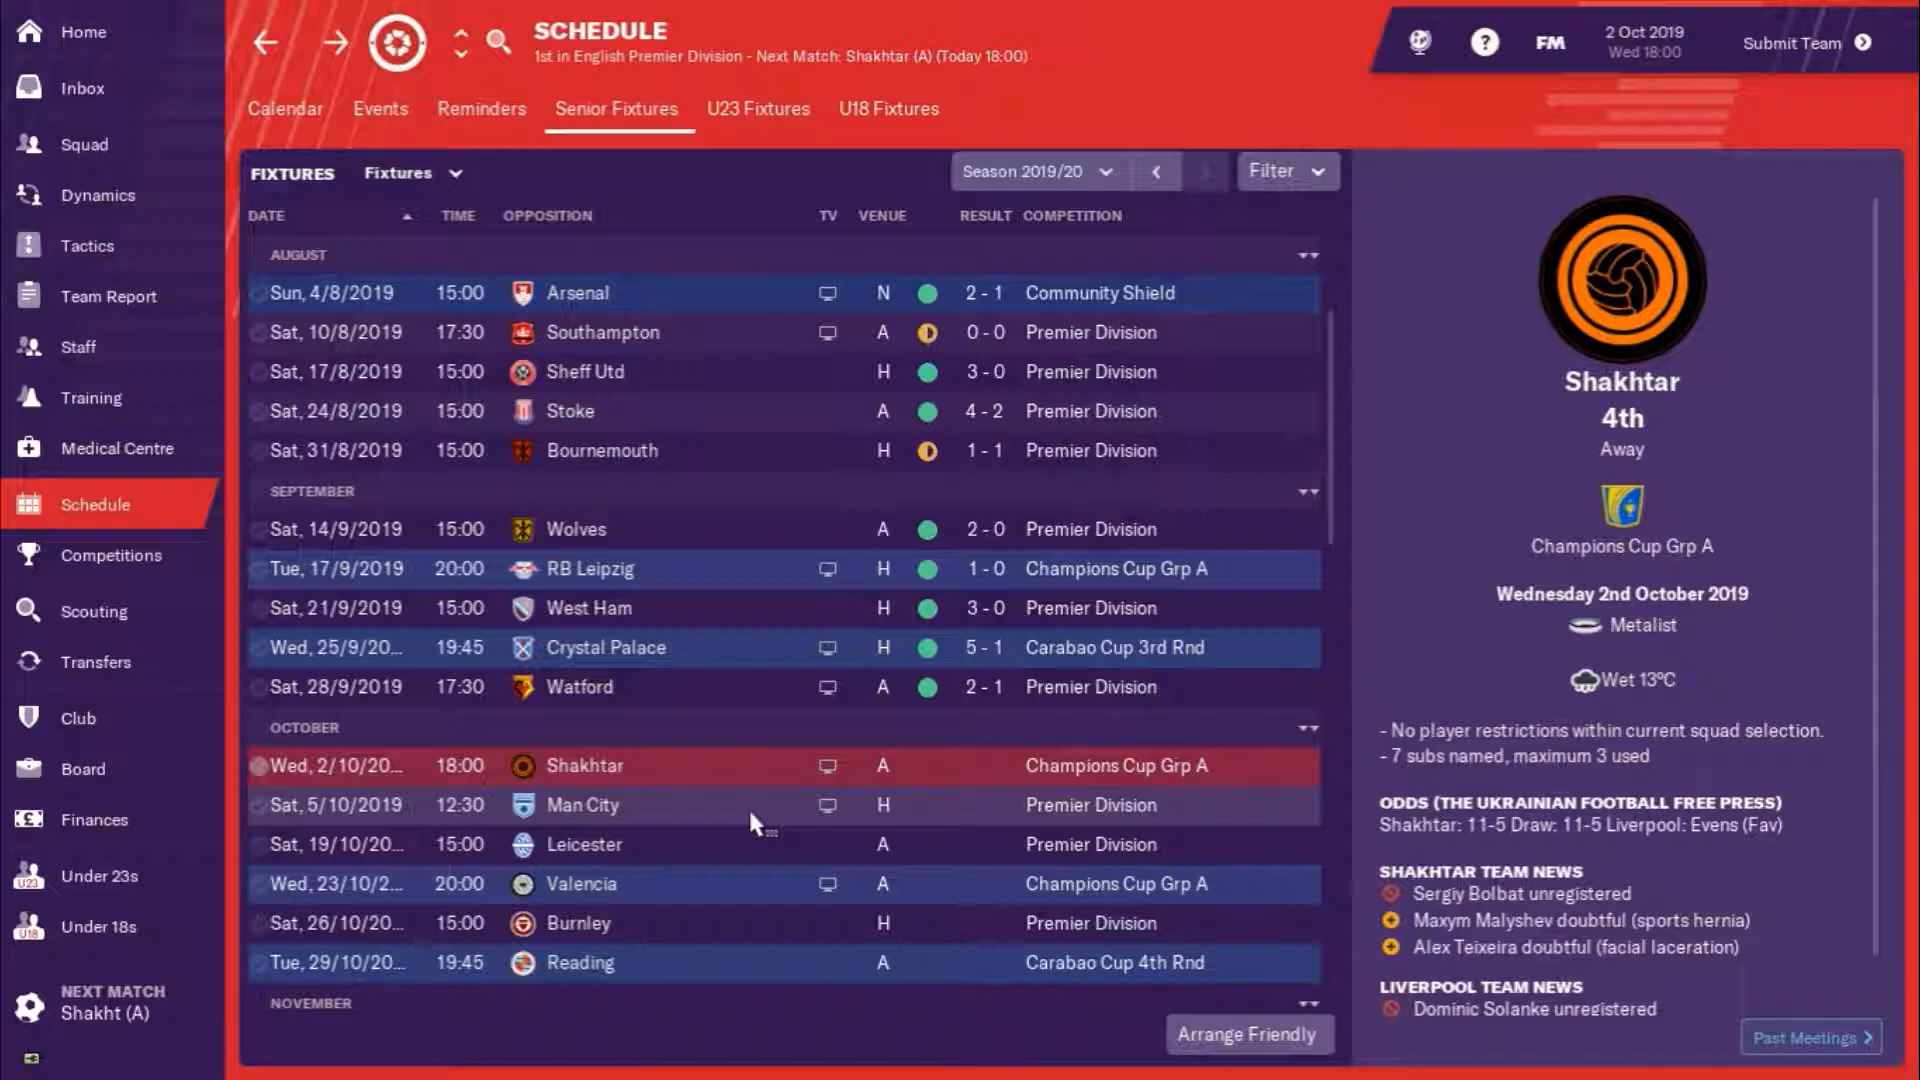 Home
Inbox
Squad
Dynamics
Tactics
Team Report
Staff
Training
Medical Centre
Schedule
Competitions
Scouting
Transfers
Club
Board
Finances
U23
Under 23s
U18
Under 18s
NEXT MATCH
Shakht (A)
SCHEDULE
1st in English Premier Division - Next Match: Shakhtar (A) (Today 18:00)
? FM 2 Oct 2019 Submit Team
Wed 18:00
Calendar Events Reminders Senior Fixtures U23 Fixtures U18 Fixtures
FIXTURES Fixtures Season 2019/20 Filter
DATE TIME OPPOSITION TV VENUE RESULT COMPETITION
AUGUST
Sun, 4/8/2019 15:00 Arsenal N 2 - 1 Community Shield
Sat, 10/8/2019 17:30 Southampton A 0 - 0 Premier Division
Sat, 17/8/2019 15:00 Sheff Utd H 3 - 0 Premier Division
Sat, 24/8/2019 15:00 Stoke A 4 - 2 Premier Division
Sat, 31/8/2019 15:00 Bournemouth H 1 - 1 Premier Division
SEPTEMBER
Sat, 14/9/2019 15:00 Wolves A 2 - 0 Premier Division
Tue, 17/9/2019 20:00 RB Leipzig H 1 - 0 Champions Cup Grp A
Sat, 21/9/2019 15:00 West Ham H 3 - 0 Premier Division
Wed, 25/9/20... 19:45 Crystal Palace H 5 - 1 Carabao Cup 3rd Rnd
Sat, 28/9/2019 17:30 Watford A 2 - 1 Premier Division
OCTOBER
Wed, 2/10/20... 18:00 Shakhtar A Champions Cup Grp A
Sat, 5/10/2019 12:30 Man City H Premier Division
Sat, 19/10/20... 15:00 Leicester A Premier Division
Wed, 23/10/2... 20:00 Valencia A Champions Cup Grp A
Sat, 26/10/20... 15:00 Burnley H Premier Division
Tue, 29/10/20... 19:45 Reading A Carabao Cup 4th Rnd
NOVEMBER
Arrange Friendly
Shakhtar
4th
Away
Champions Cup Grp A
Wednesday 2nd October 2019
Metalist
Wet 13ºC
- No player restrictions within current squad selection.
- 7 subs named, maximum 3 used
ODDS (THE UKRAINIAN FOOTBALL FREE PRESS)
Shakhtar: 11-5 Draw: 11-5 Liverpool: Evens (Fav)
SHAKHTAR TEAM NEWS
Sergiy Bolbat unregistered
Maxym Malyshev doubtful (sports hernia)
Alex Teixeira doubtful (facial laceration)
LIVERPOOL TEAM NEWS
Dominic Solanke unregistered
Past Meetings